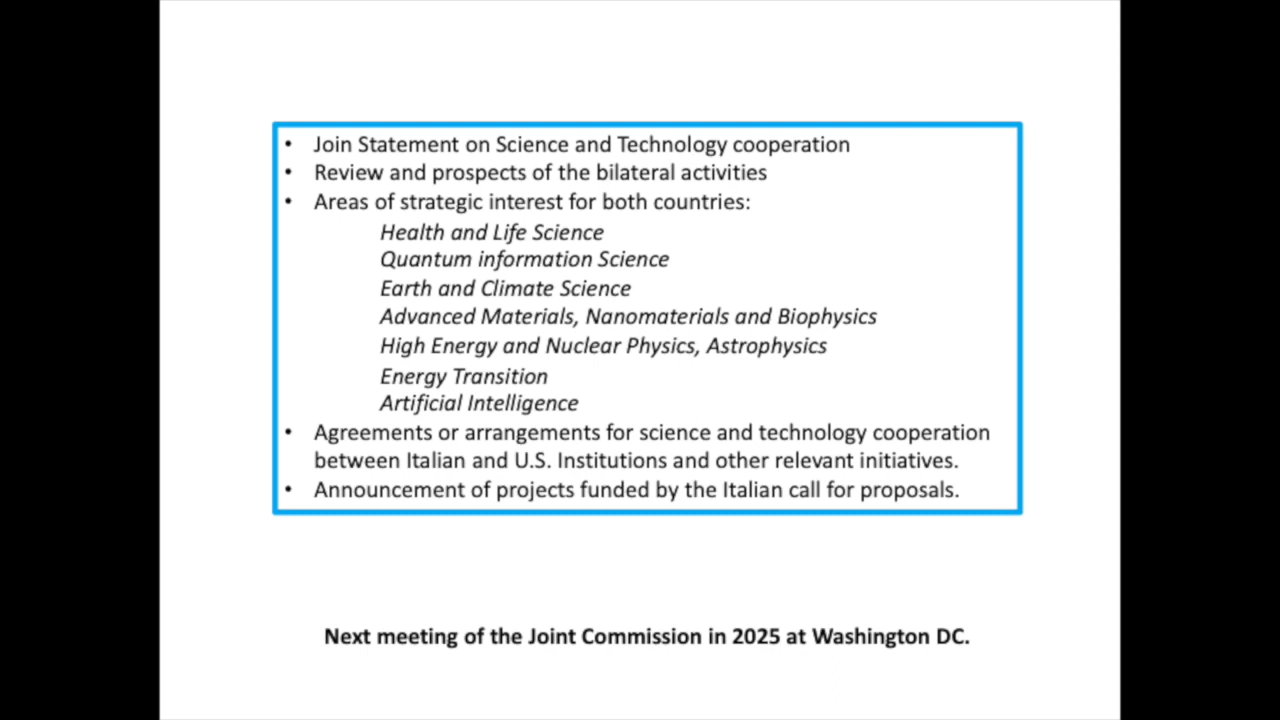 • Join Statement on Science and Technology cooperation
• Review and prospects of the bilateral activities
• Areas of strategic interest for both countries:
Health and Life Science
Quantum information Science
Earth and Climate Science
Advanced Materials, Nanomaterials and Biophysics
High Energy and Nuclear Physics, Astrophysics
Energy Transition
Artificial Intelligence
• Agreements or arrangements for science and technology cooperation
between Italian and U.S. Institutions and other relevant initiatives.
• Announcement of projects funded by the Italian call for proposals.
Next meeting of the Joint Commission in 2025 at Washington DC.